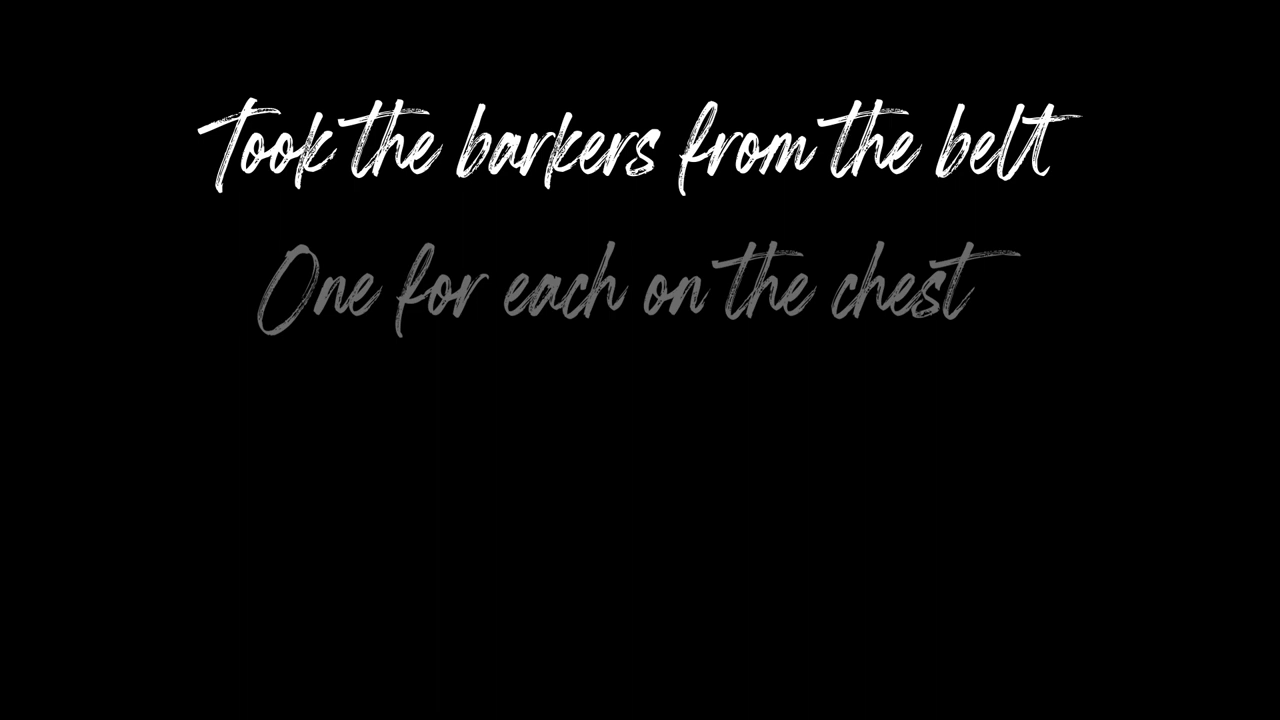 Took the barkers from the belt
One for each on the chest